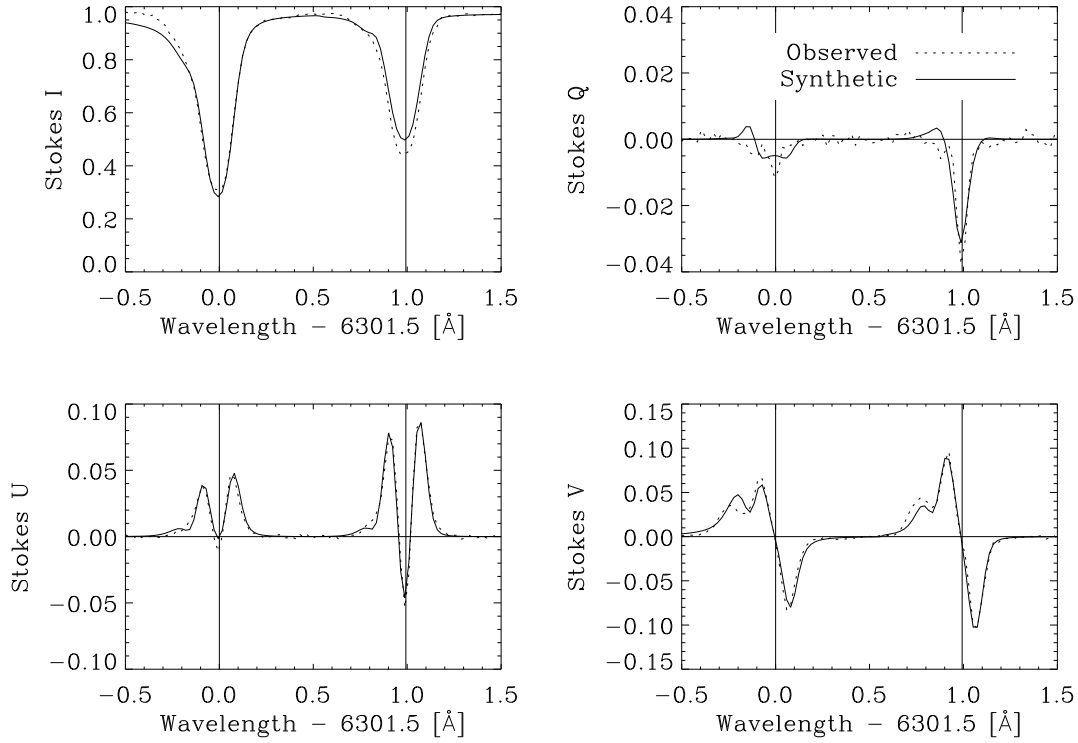 Stokes I
1.0
0.8
0.6
0.4
0.2
0.0
−0.5 0.0 0.5 1.0 1.5
Wavelength − 6301.5 [Å]
Stokes Q
0.04
0.02
0.00
−0.02
−0.04
Observed
Synthetic
−0.5 0.0 0.5 1.0 1.5
Wavelength − 6301.5 [Å]
Stokes U
0.10
0.05
0.00
−0.05
−0.10
−0.5 0.0 0.5 1.0 1.5
Wavelength − 6301.5 [Å]
Stokes V
0.15
0.10
0.05
0.00
−0.05
−0.10
−0.15
−0.5 0.0 0.5 1.0 1.5
Wavelength − 6301.5 [Å]